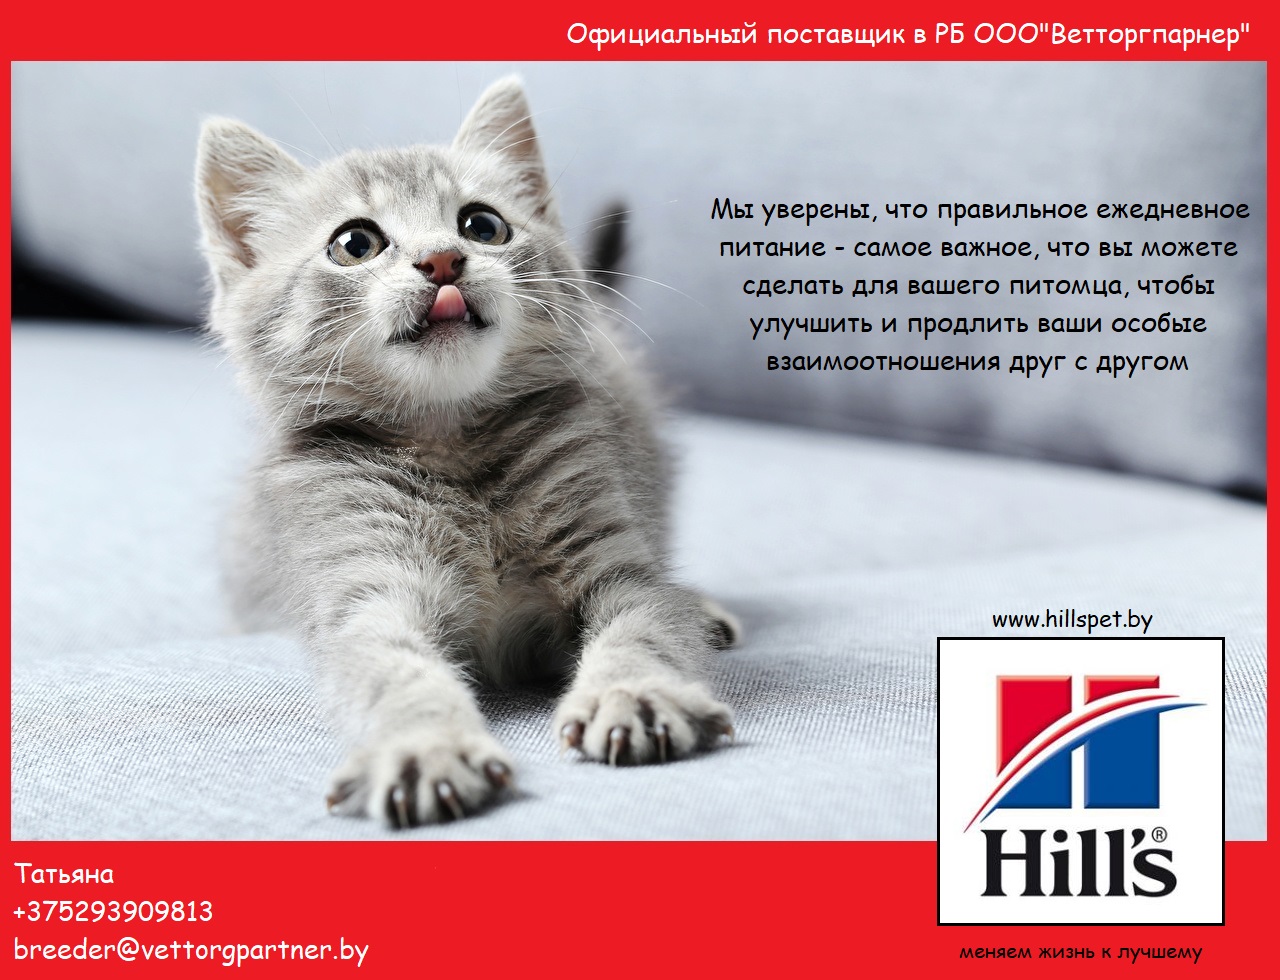 Официальный поставщик в РБ ООО"Ветторгпарнер"
Мы уверены, что правильное ежедневное
питание - самое важное, что вы можете
сделать для вашего питомца, чтобы
улучшить и продлить ваши особые
взаимоотношения друг с другом
www.hillspet.by
Hill's®
Татьяна
+375293909813
breeder@vettorgpartner.by
меняем жизнь к лучшему